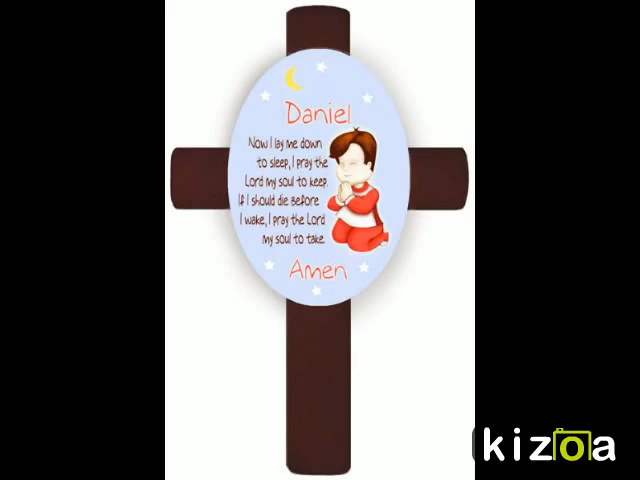 Daniel
Now I lay me down
to sleep, I pray the
Lord my soul to keep.
If I should die before
I wake, I pray the Lord
my soul to take.
Amen
kizoa